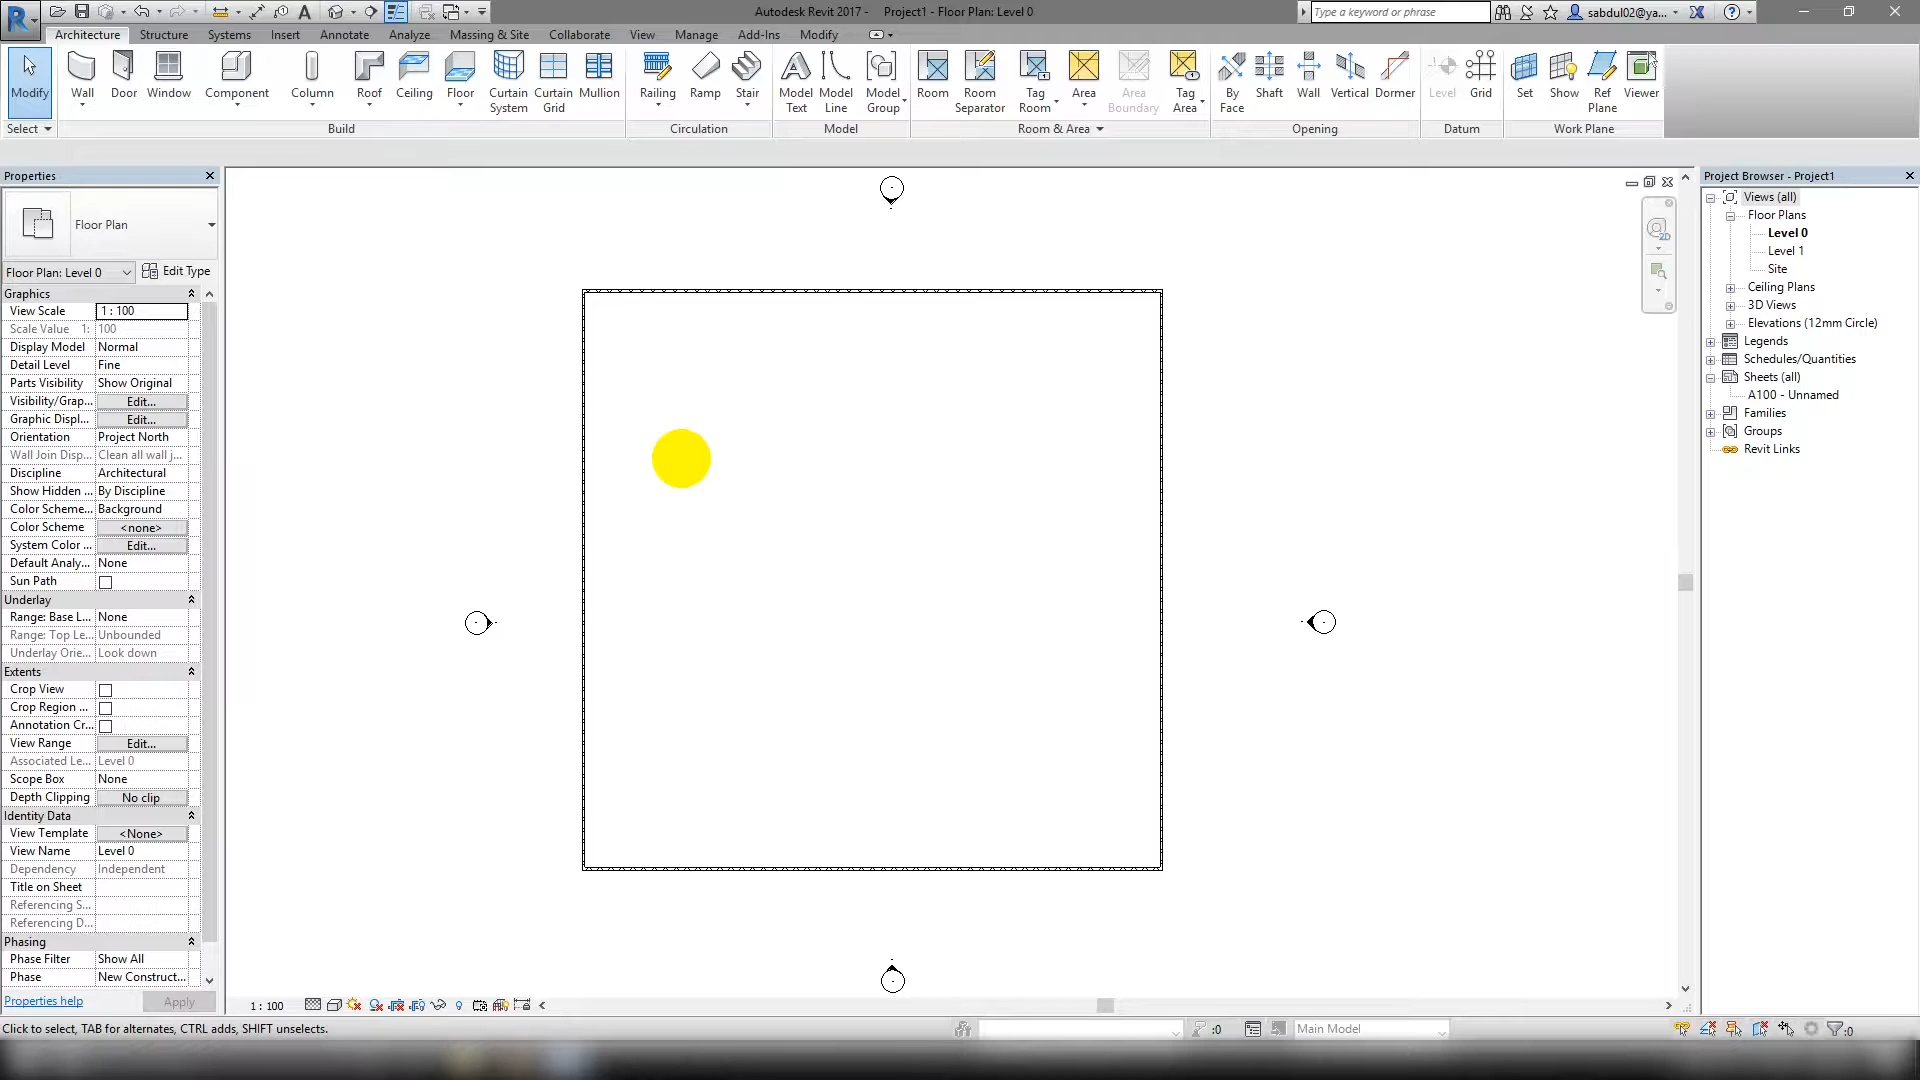 Autodesk Revit 2017 - Project1 - Floor Plan: Level 0
Type a keyword or phrase
sabdul02@ya...
Architecture Structure Systems Insert Annotate Analyze Massing & Site Collaborate View Manage Add-Ins Modify
Modify Wall Door Window Component Column Roof Ceiling Floor Curtain System Curtain Grid Mullion Railing Ramp Stair Model Text Model Line Model Group Room Room Separator Tag Room Area Area Boundary Tag Area By Face Shaft Wall Vertical Dormer Level Grid Set Show Ref Plane Viewer
Select Build Circulation Model Room & Area Opening Datum Work Plane
Properties
Floor Plan
Floor Plan: Level 0 Edit Type
Graphics
View Scale 1 : 100
Scale Value 1: 100
Display Model Normal
Detail Level Fine
Parts Visibility Show Original
Visibility/Grap... Edit...
Graphic Displ... Edit...
Orientation Project North
Wall Join Disp... Clean all wall j...
Discipline Architectural
Show Hidden ... By Discipline
Color Scheme... Background
Color Scheme <none>
System Color ... Edit...
Default Analy... None
Sun Path
Underlay
Range: Base L... None
Range: Top Le... Unbounded
Underlay Orie... Look down
Extents
Crop View
Crop Region ...
Annotation Cr...
View Range Edit...
Associated Le... Level 0
Scope Box None
Depth Clipping No clip
Identity Data
View Template <None>
View Name Level 0
Dependency Independent
Title on Sheet
Referencing S...
Referencing D...
Phasing
Phase Filter Show All
Phase New Construct...
Properties help Apply
1 : 100
2D
Project Browser - Project1
Views (all)
Floor Plans
Level 0
Level 1
Site
Ceiling Plans
3D Views
Elevations (12mm Circle)
Legends
Schedules/Quantities
Sheets (all)
A100 - Unnamed
Families
Groups
Revit Links
Click to select, TAB for alternates, CTRL adds, SHIFT unselects.
:0
Main Model
:0